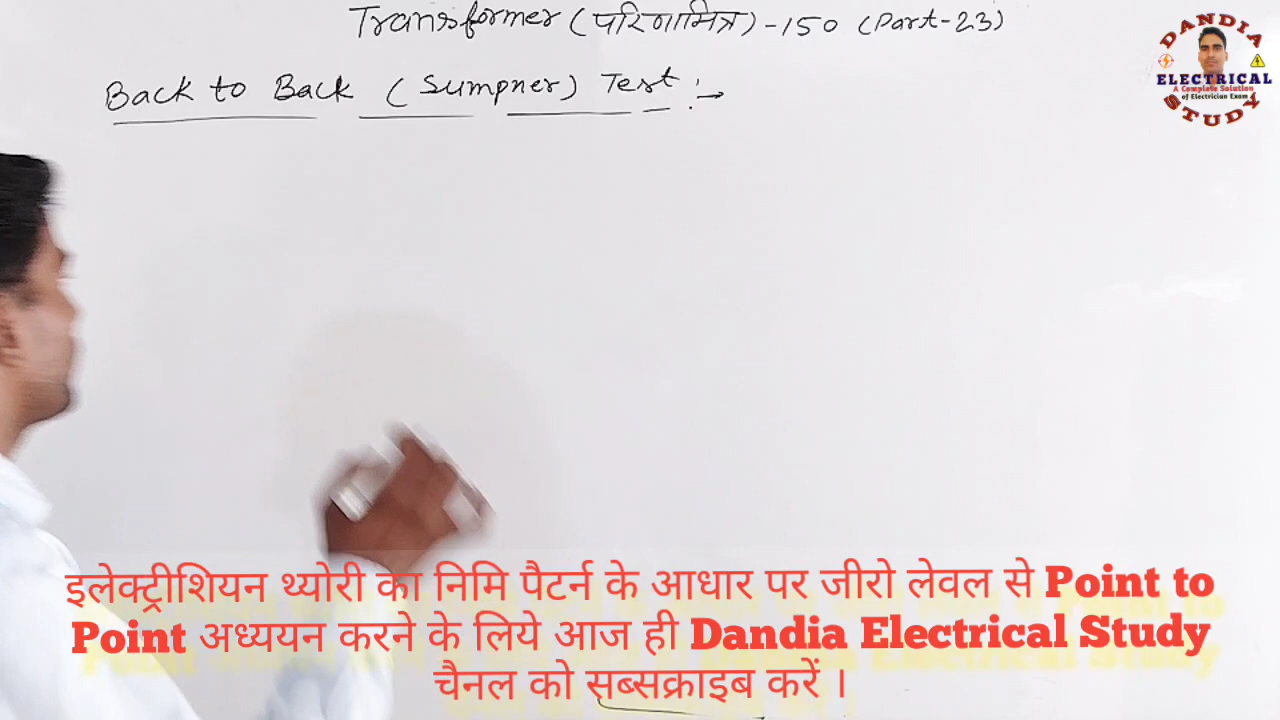 Transformer (परिणामित्र) - 150 (Part-23)
Back to Back (Sumpner) Test :→
DANDIA
ELECTRICAL
A Complete Solution
of Electrician Exam
STUDY
इलेक्ट्रीशियन थ्योरी का निमि पैटर्न के आधार पर जीरो लेवल से Point to
Point अध्ययन करने के लिये आज ही Dandia Electrical Study
चैनल को सब्सक्राइब करें ।